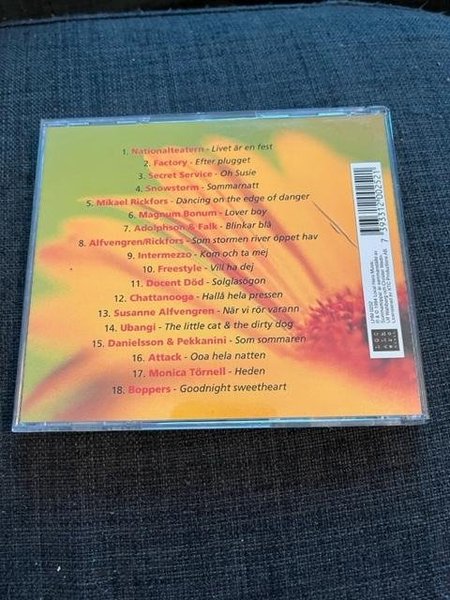 1. Nationalteatern - Livet är en fest
2. Factory - Efter plugget
3. Secret Service - Oh Susie
4. Snowstorm - Sommarnatt
5. Mikael Rickfors - Dancing on the edge of danger
6. Magnum Bonum - Lover boy
7. Adolphson & Falk - Blinkar blå
8. Alfvengren/Rickfors - Som stormen river öppet hav
9. Intermezzo - Kom och ta mej
10. Freestyle - Vill ha dej
11. Docent Död - Solglasögon
12. Chattanooga - Hallå hela pressen
13. Susanne Alfvengren - När vi rör varann
14. Ubangi - The little cat & the dirty dog
15. Danielsson & Pekkanini - Som sommaren
16. Attack - Ooa hela natten
17. Monica Törnell - Heden
18. Boppers - Goodnight sweetheart